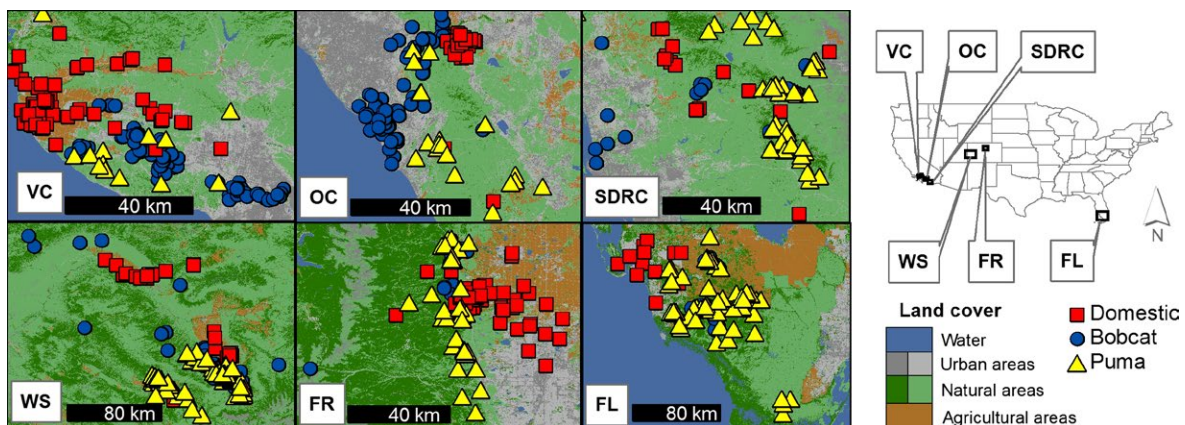 VC
40 km
OC
40 km
SDRC
40 km
WS
80 km
FR
40 km
FL
80 km
VC
OC
SDRC
WS
FR
FL
N
Land cover
Water
Urban areas
Natural areas
Agricultural areas
Domestic
Bobcat
Puma